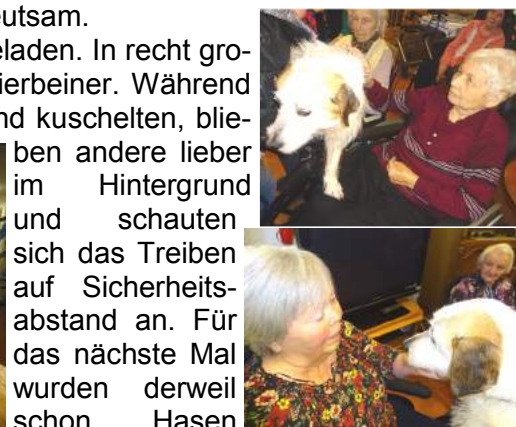 eutsam.
eladen. In recht gro-
ierbeiner. Während
nd kuschelten, blie-
ben andere lieber
im Hintergrund
und schauten
sich das Treiben
auf Sicherheits-
abstand an. Für
das nächste Mal
wurden derweil
schon Hasen